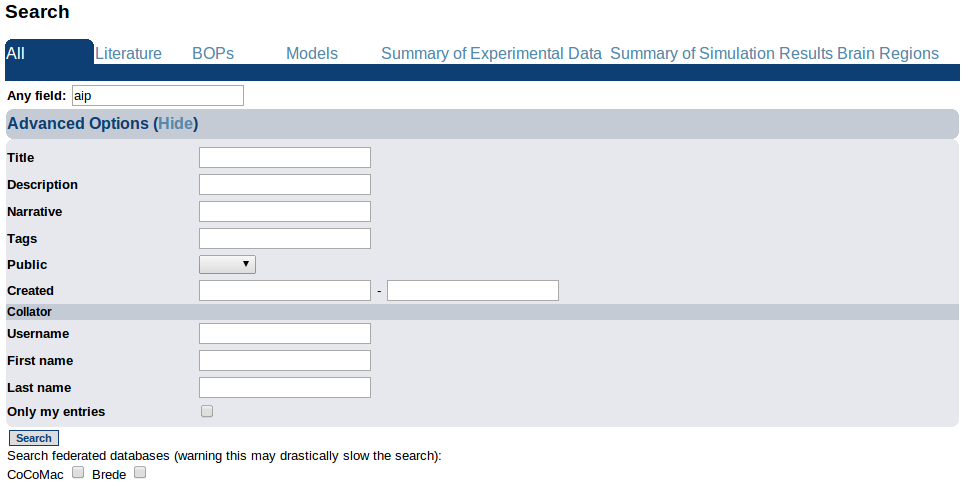 Search
All Literature BOPs Models Summary of Experimental Data Summary of Simulation Results Brain Regions
Any field: aip
Advanced Options (Hide)
Title
Description
Narrative
Tags
Public
Created -
Collator
Username
First name
Last name
Only my entries
Search
Search federated databases (warning this may drastically slow the search):
CoCoMac Brede